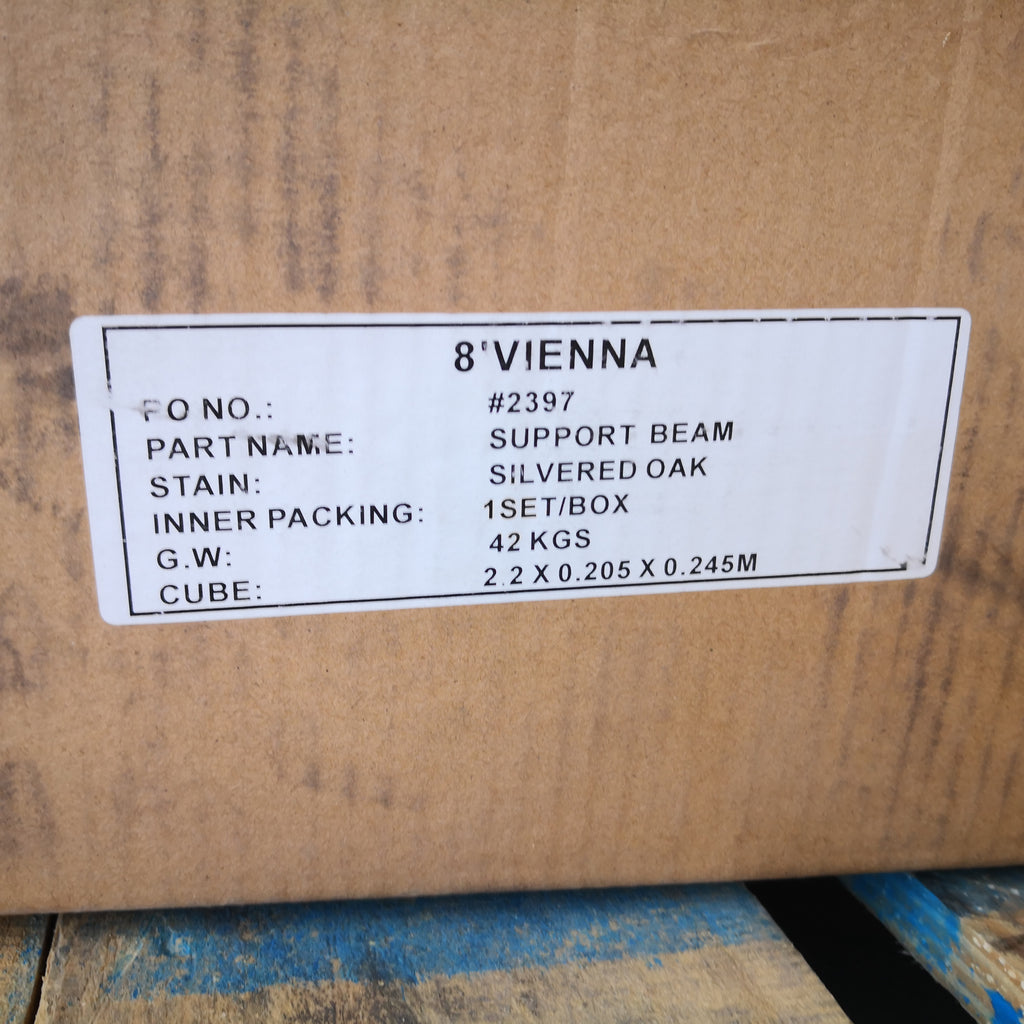 8'VIENNA
PO NO.: #2397
PART NAME: SUPPORT BEAM
STAIN: SILVERED OAK
INNER PACKING: 1SET/BOX
G.W: 42 KGS
CUBE: 2.2 X 0.205 X 0.245M